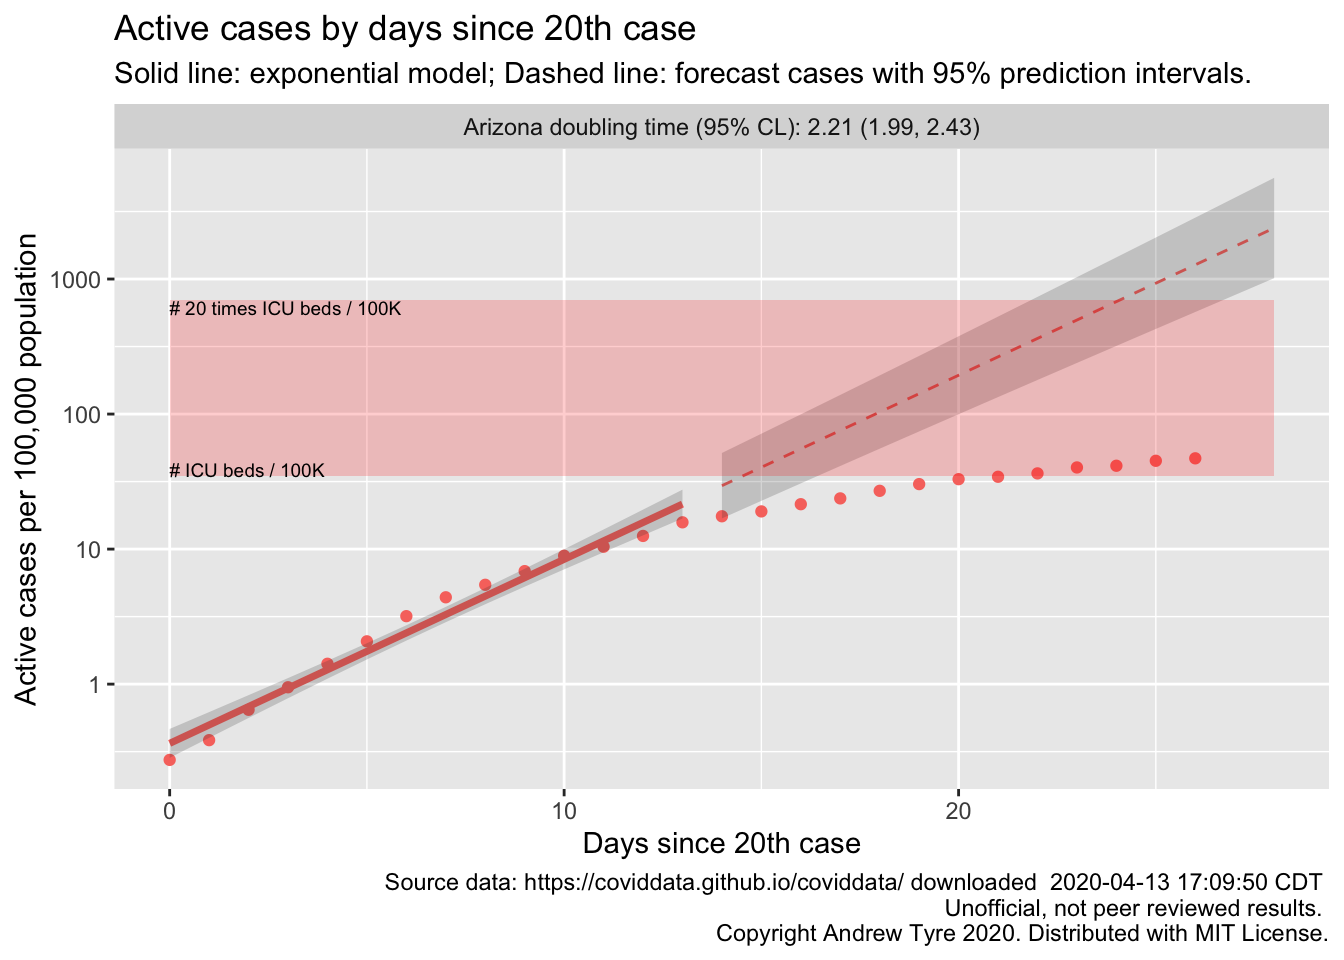 Active cases by days since 20th case
Solid line: exponential model; Dashed line: forecast cases with 95% prediction intervals.
Arizona doubling time (95% CL): 2.21 (1.99, 2.43)
Active cases per 100,000 population
1000
100
10
1
# 20 times ICU beds / 100K
# ICU beds / 100K
0
10
20
Days since 20th case
Source data: https://coviddata.github.io/coviddata/ downloaded  2020-04-13 17:09:50 CDT
Unofficial, not peer reviewed results.
Copyright Andrew Tyre 2020. Distributed with MIT License.